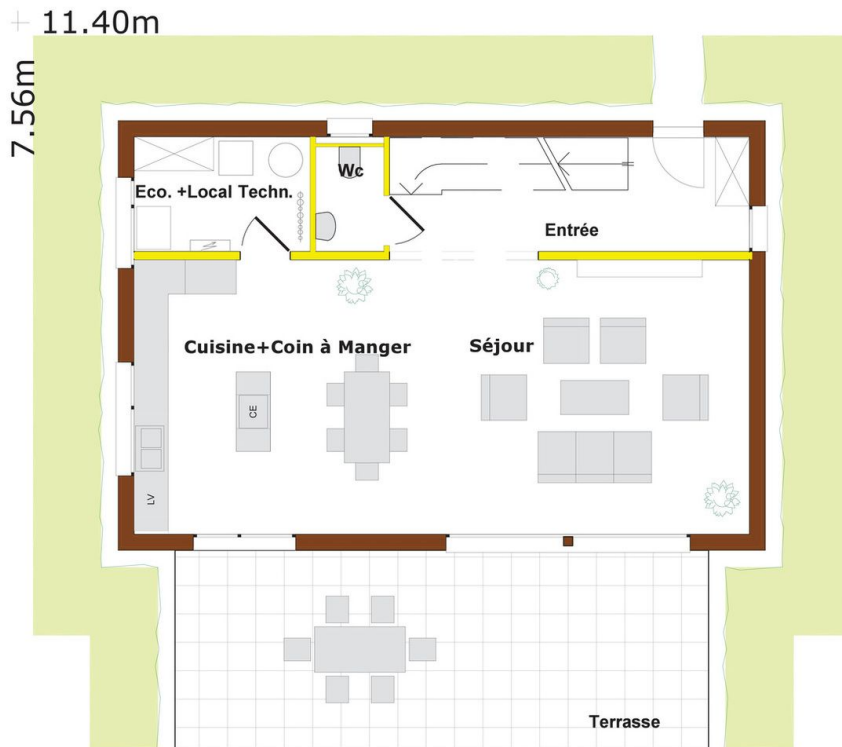 11.40m
7.56m
Wc
Eco. +Local Techn.
Entrée
Cuisine+Coin à Manger
Séjour
CE
LV
Terrasse